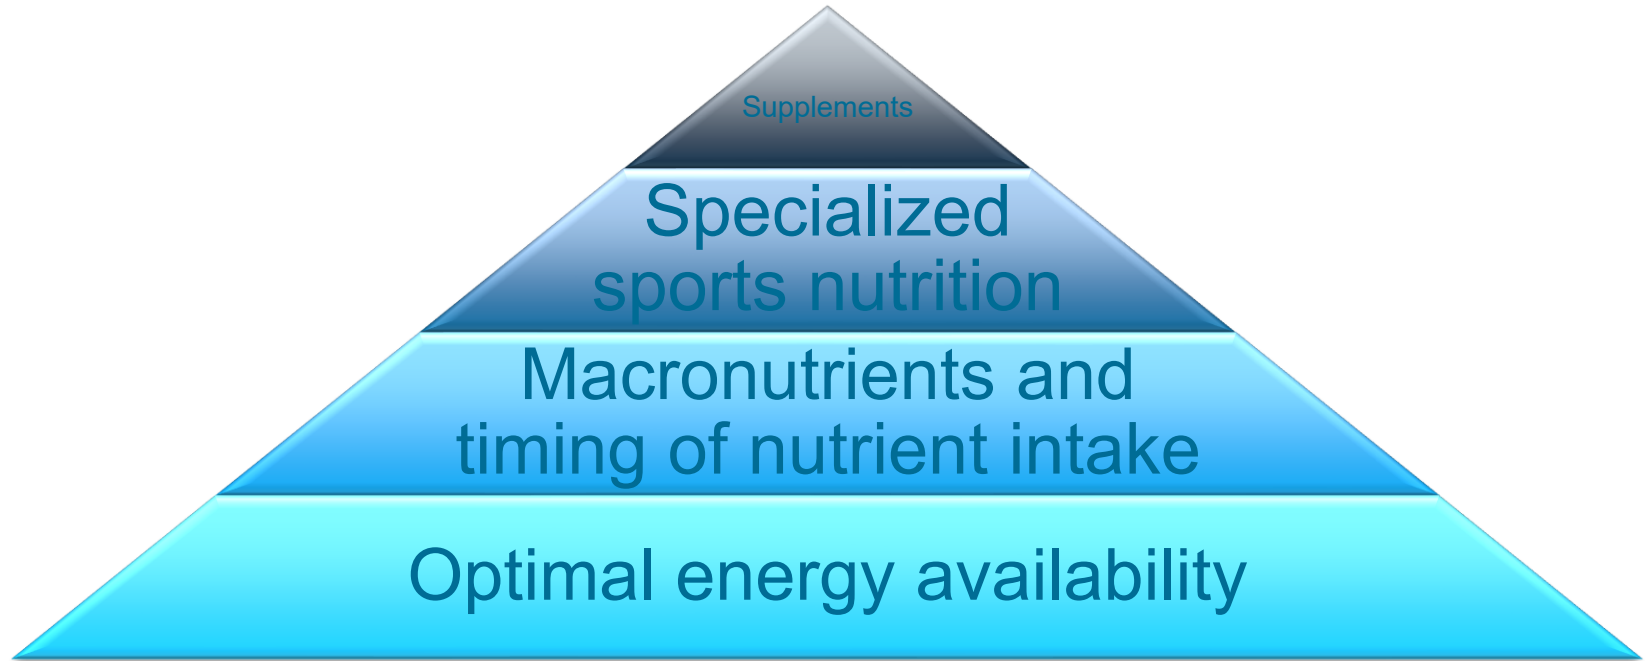 Supplements
Specialized
sports nutrition
Macronutrients and
timing of nutrient intake
Optimal energy availability